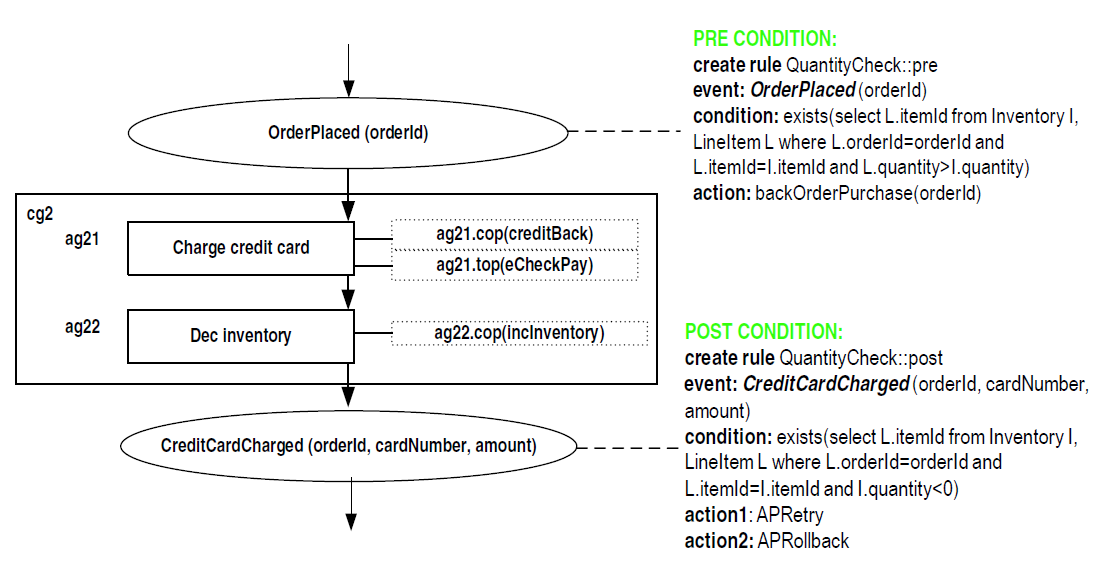 PRE CONDITION:
create rule QuantityCheck::pre
event: OrderPlaced (orderId)
condition: exists(select L.itemId from Inventory I,
LineItem L where L.orderId=orderId and
L.itemId=I.itemId and L.quantity>I.quantity)
action: backOrderPurchase(orderId)
OrderPlaced (orderId)
cg2
ag21
Charge credit card
ag21.cop(creditBack)
ag21.top(eCheckPay)
ag22
Dec inventory
ag22.cop(incInventory)
CreditCardCharged (orderId, cardNumber, amount)
POST CONDITION:
create rule QuantityCheck::post
event: CreditCardCharged (orderId, cardNumber,
amount)
condition: exists(select L.itemId from Inventory I,
LineItem L where L.orderId=orderId and
L.itemId=I.itemId and I.quantity<0)
action1: APRetry
action2: APRollback